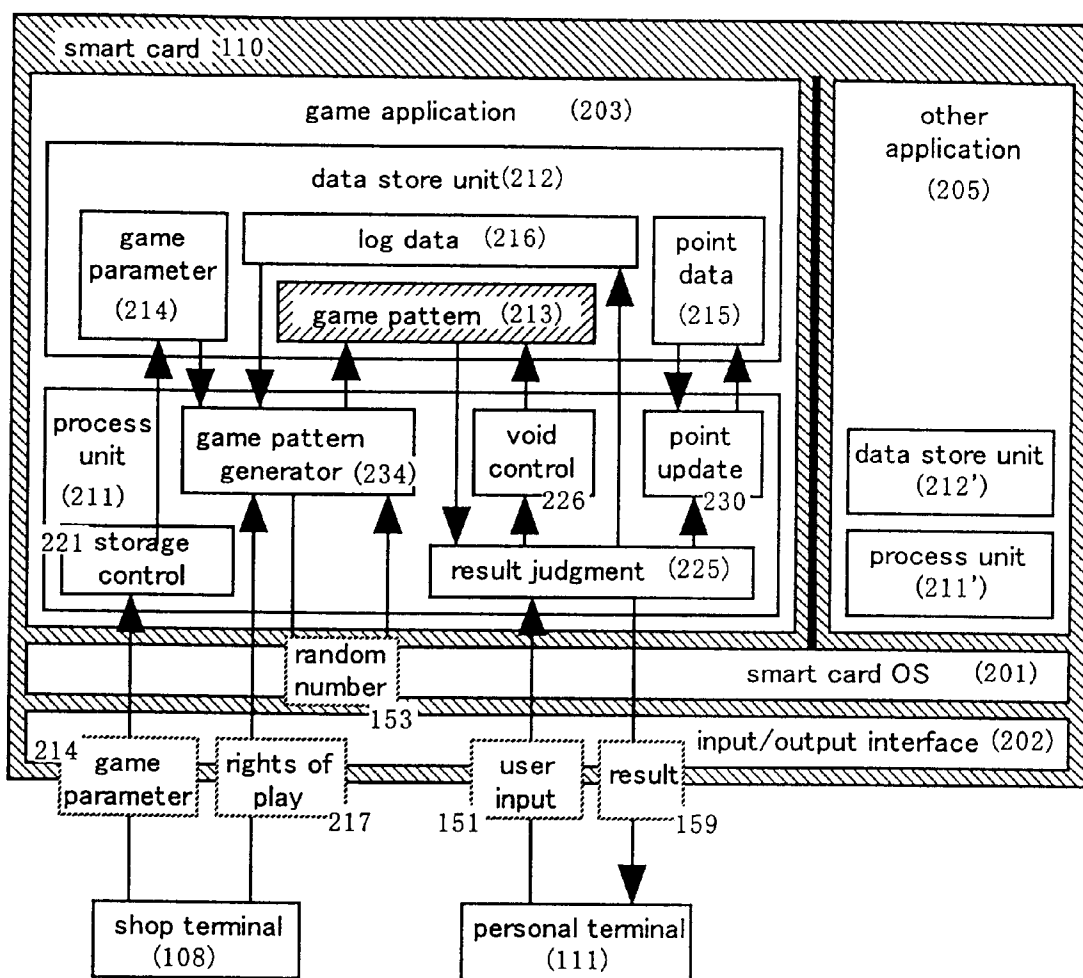 smart card 110
game application (203)
other
application
(205)
data store unit(212)
game
parameter
(214)
log data (216)
point
data
(215)
game pattern (213)
process
unit
(211)
game pattern
generator (234)
void
control
226
point
update
230
data store unit
(212')
221 storage
control
result judgment (225)
process unit
(211')
random
number
153
smart card OS (201)
input/output interface (202)
214 game
parameter
rights of
play
217
user
input
151
result
159
shop terminal
(108)
personal terminal
(111)